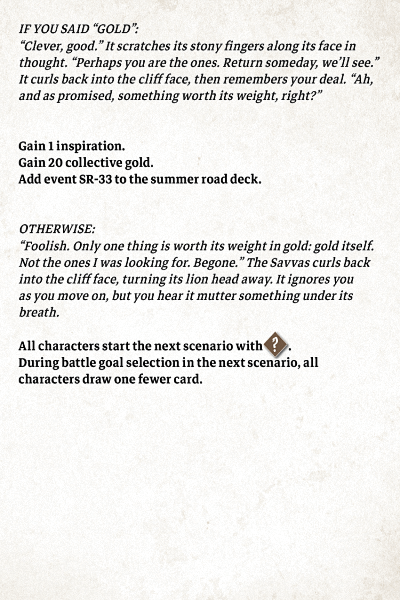 IF YOU SAID “GOLD”:
“Clever, good.” It scratches its stony fingers along its face in
thought. “Perhaps you are the ones. Return someday, we’ll see.”
It curls back into the cliff face, then remembers your deal. “Ah,
and as promised, something worth its weight, right?”
Gain 1 inspiration.
Gain 20 collective gold.
Add event SR-33 to the summer road deck.
OTHERWISE:
“Foolish. Only one thing is worth its weight in gold: gold itself.
Not the ones I was looking for. Begone.” The Savvas curls back
into the cliff face, turning its lion head away. It ignores you
as you move on, but you hear it mutter something under its
breath.
All characters start the next scenario with ?.
During battle goal selection in the next scenario, all
characters draw one fewer card.